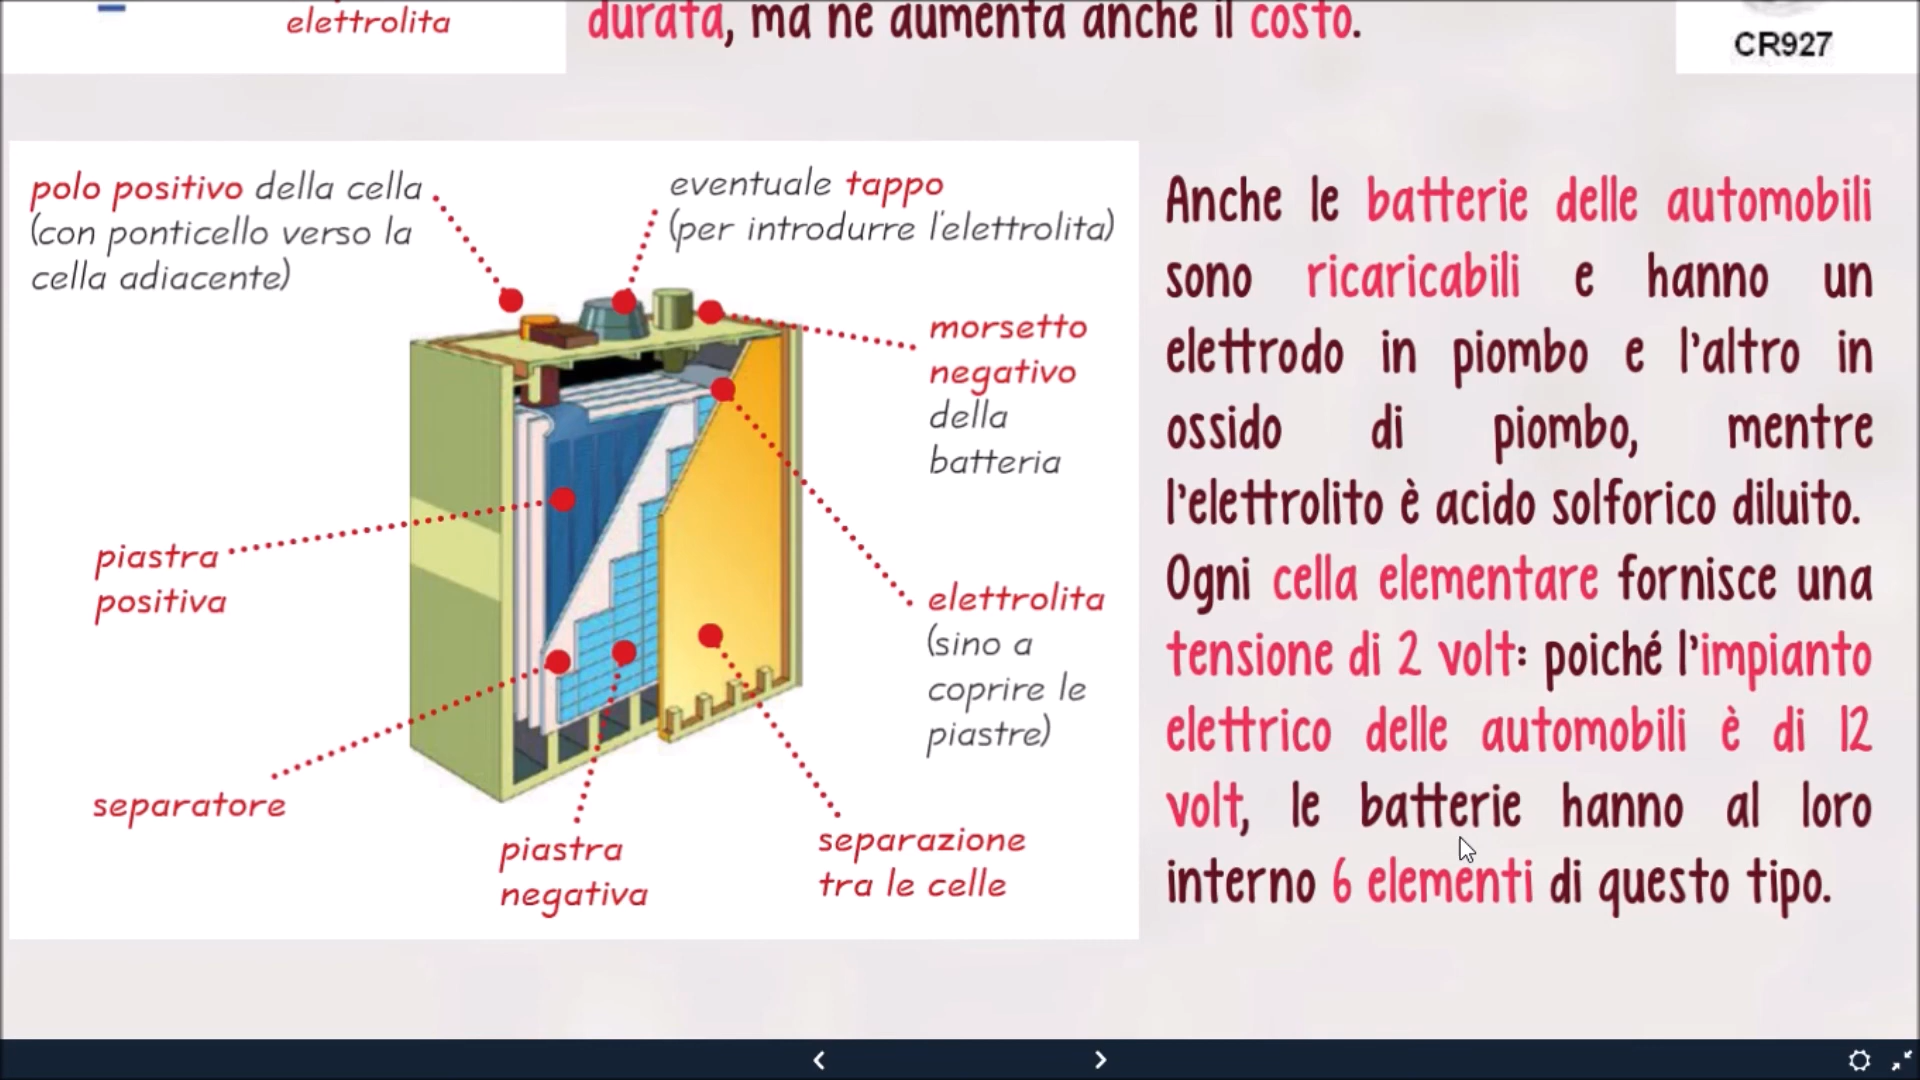 elettrolita
durata, ma ne aumenta anche il costo.
CR927
polo positivo della cella
(con ponticello verso la
cella adiacente)
eventuale tappo
(per introdurre l'elettrolita)
morsetto
negativo
della
batteria
piastra
positiva
elettrolita
(sino a
coprire le
piastre)
separatore
piastra
negativa
separazione
tra le celle
Anche le batterie delle automobili
sono ricaricabili e hanno un
elettrodo in piombo e l'altro in
ossido di piombo, mentre
l'elettrolito è acido solforico diluito.
Ogni cella elementare fornisce una
tensione di 2 volt: poiché l'impianto
elettrico delle automobili è di 12
volt, le batterie hanno al loro
interno 6 elementi di questo tipo.